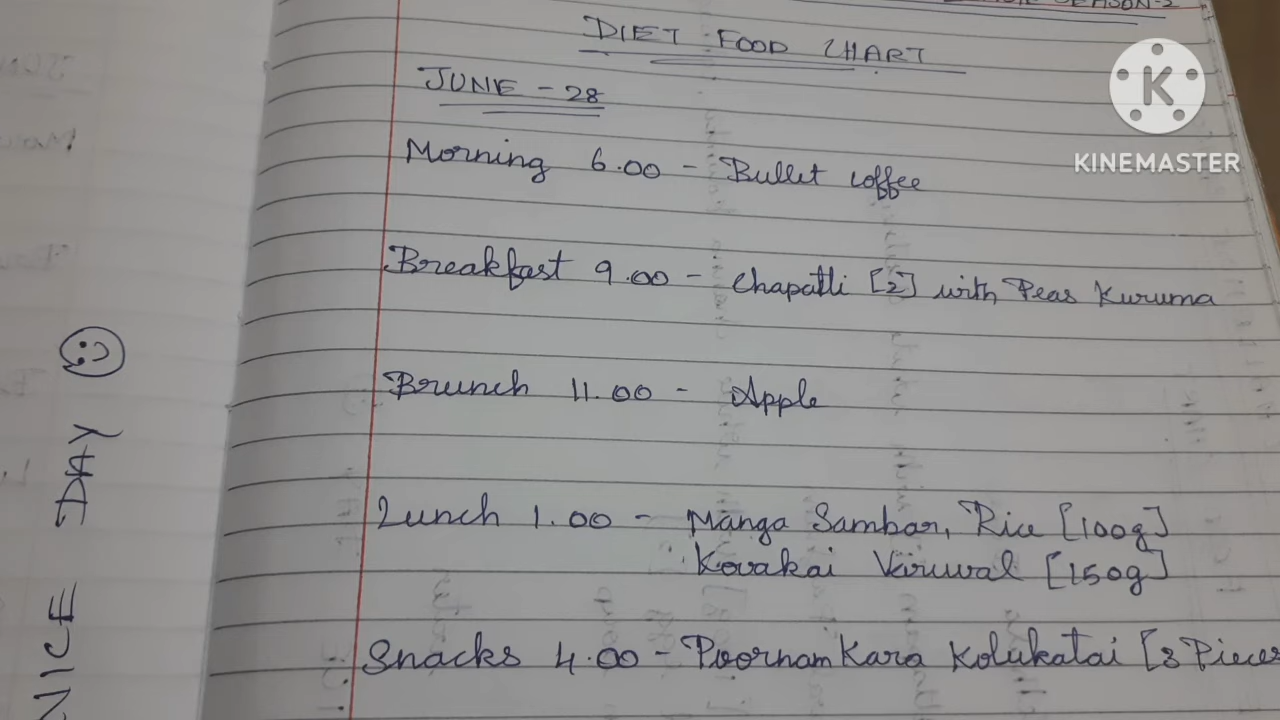 SEASON-2
DIET FOOD CHART
JUNE - 28
Morning 6.00 - Bullet coffee
Breakfast 9.00 - Chapatti [2] with Peas Kuruma
Brunch 11.00 - Apple
Lunch 1.00 - Manga Sambar, Rice [100g]
Kovakai Varuval [150g]
Snacks 4.00 - Poornam Kara Kolukatai [3 Pieces
NICE DAY
KINEMASTER